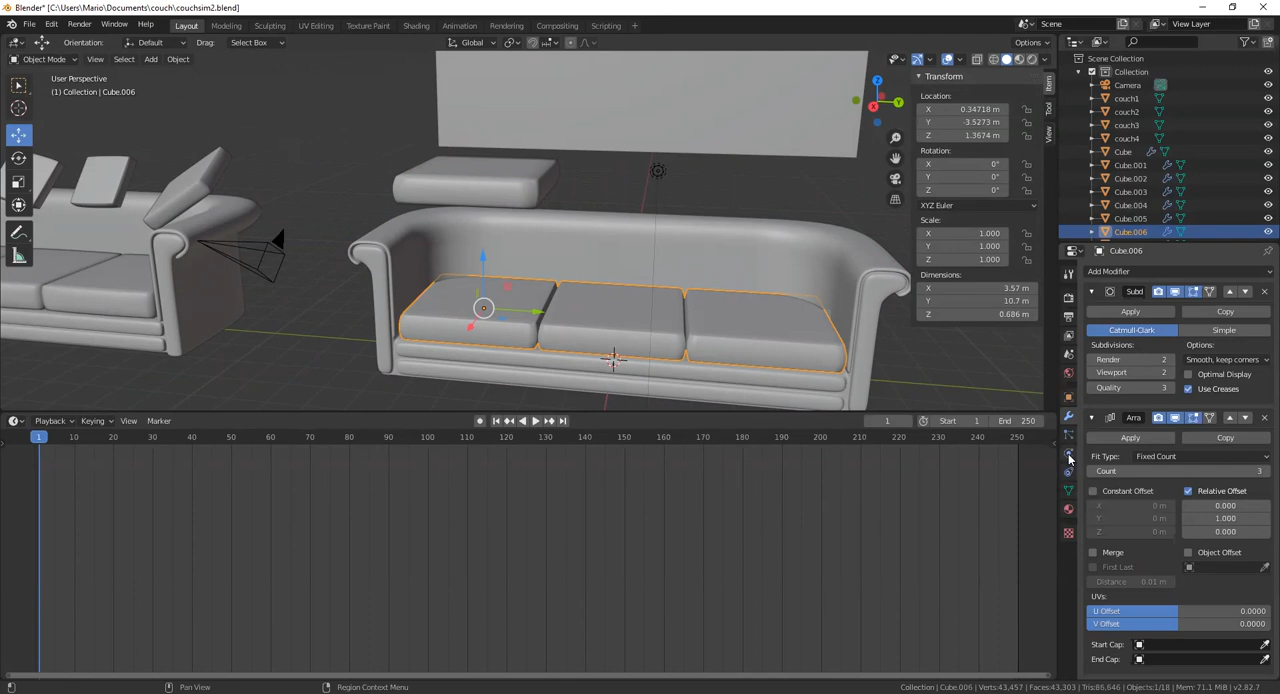 Blender* [C:\Users\Mario\Documents\couch\couchsim2.blend]
File Edit Render Window Help Layout Modeling Sculpting UV Editing Texture Paint Shading Animation Rendering Compositing Scripting + Scene View Layer
Orientation: Default Drag: Select Box Global Options
Object Mode View Select Add Object
User Perspective
(1) Collection | Cube.006
Z
Y
X
Item
Tool
View
Transform
Location:
X 0.34718 m
Y -3.5273 m
Z 1.3674 m
Rotation:
X 0°
Y 0°
Z 0°
XYZ Euler
Scale:
X 1.000
Y 1.000
Z 1.000
Dimensions:
X 3.57 m
Y 10.7 m
Z 0.686 m
Scene Collection
Collection
Camera
couch1
couch2
couch3
couch4
Cube
Cube.001
Cube.002
Cube.003
Cube.004
Cube.005
Cube.006
Cube.006
Add Modifier
Subd
Apply Copy
Catmull-Clark Simple
Subdivisions: Options:
Render 2 Smooth, keep corners
Viewport 2 Optimal Display
Quality 3 Use Creases
Arra
Apply Copy
Fit Type: Fixed Count
Count 3
Constant Offset Relative Offset
X 0 m 0.000
Y 0 m 1.000
Z 0 m 0.000
Merge Object Offset
First Last
Distance 0.01 m
UVs:
U Offset 0.0000
V Offset 0.0000
Start Cap:
End Cap:
Playback Keying View Marker 1 Start 1 End 250
1 10 20 30 40 50 60 70 80 90 100 110 120 130 140 150 160 170 180 190 200 210 220 230 240 250
Pan View Region Context Menu Collection | Cube.006 | Verts:43,457 | Faces:43,303 | Tris:86,646 | Objects:1/18 | Mem: 71.1 MiB | v2.82.7